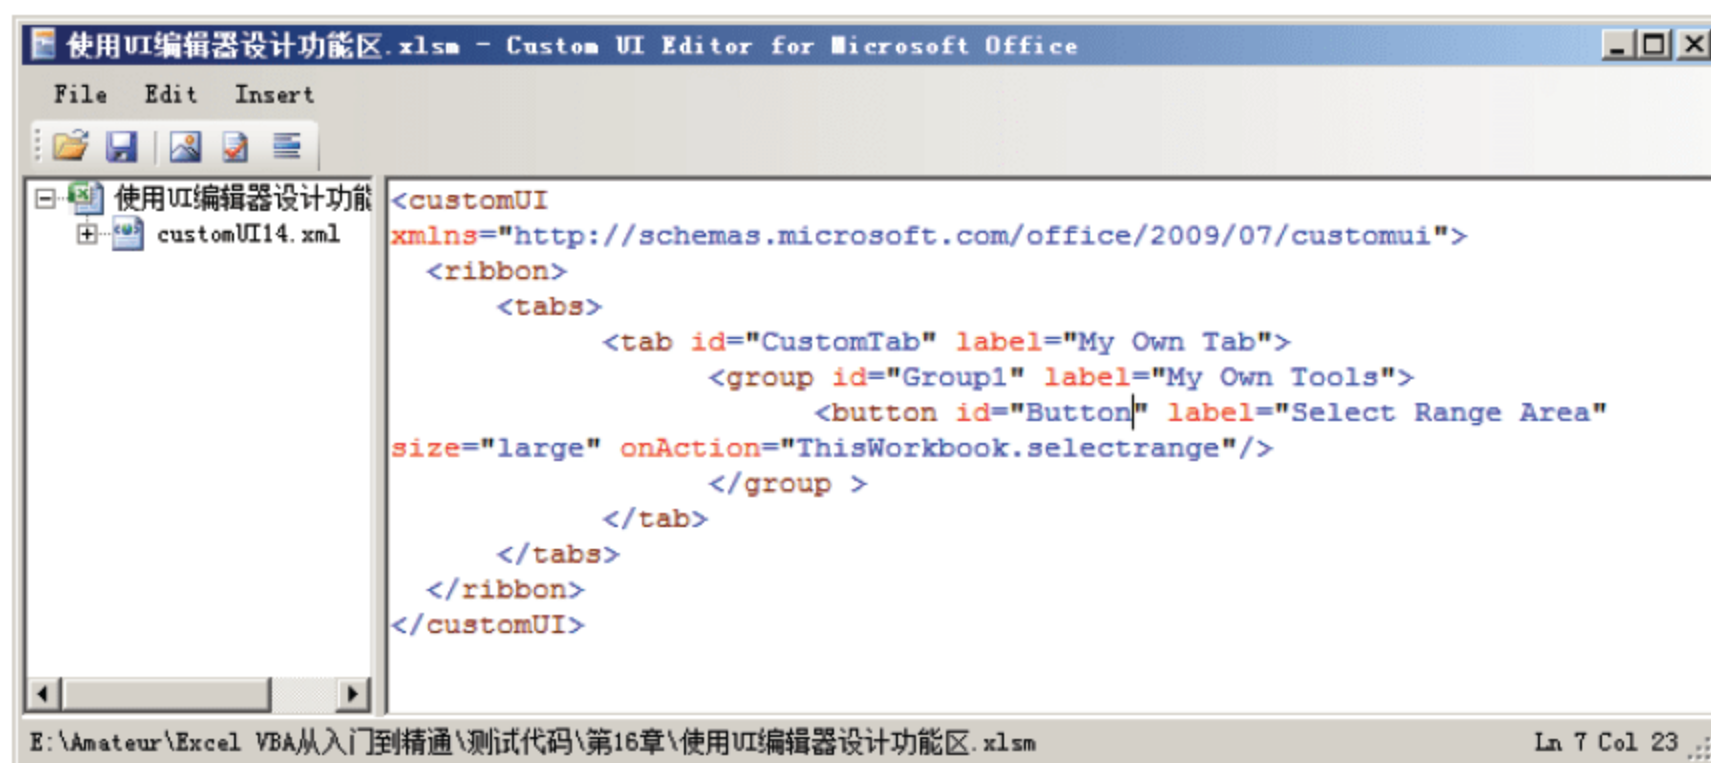 使用UI编辑器设计功能区.xlsm - Custom UI Editor for Microsoft Office
File Edit Insert
使用UI编辑器设计功能
customUI14.xml
<customUI
xmlns="http://schemas.microsoft.com/office/2009/07/customui">
<ribbon>
<tabs>
<tab id="CustomTab" label="My Own Tab">
<group id="Group1" label="My Own Tools">
<button id="Button" label="Select Range Area"
size="large" onAction="ThisWorkbook.selectrange"/>
</group >
</tab>
</tabs>
</ribbon>
</customUI>
E:\Amateur\Excel VBA从入门到精通\测试代码\第16章\使用UI编辑器设计功能区.xlsm
Ln 7 Col 23